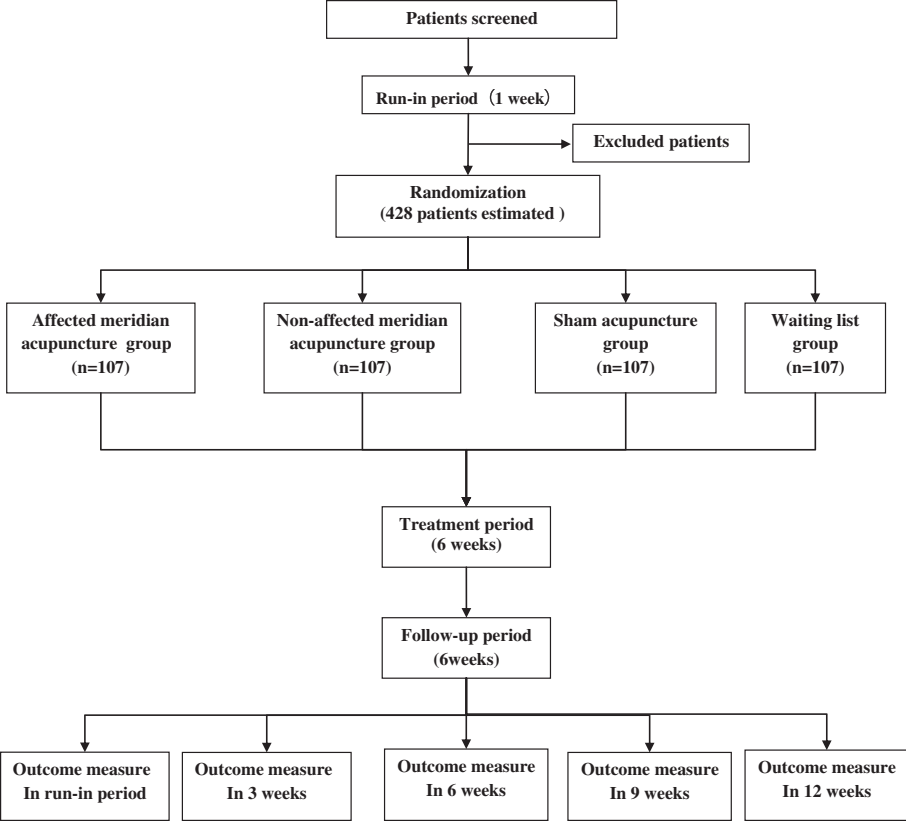 Patients screened
Run-in period（1 week）
Excluded patients
Randomization
(428 patients estimated )
Affected meridian
acupuncture group
(n=107)
Non-affected meridian
acupuncture group
(n=107)
Sham acupuncture
group
(n=107)
Waiting list
group
(n=107)
Treatment period
(6 weeks)
Follow-up period
(6weeks)
Outcome measure
In run-in period
Outcome measure
In 3 weeks
Outcome measure
In 6 weeks
Outcome measure
In 9 weeks
Outcome measure
In 12 weeks